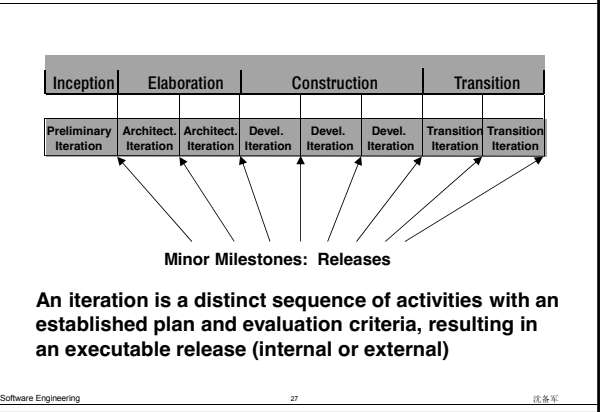 Inception Elaboration Construction Transition
Preliminary Architect. Architect. Devel. Devel. Devel. Transition Transition
Iteration Iteration Iteration Iteration Iteration Iteration Iteration Iteration
Minor Milestones: Releases
An iteration is a distinct sequence of activities with an
established plan and evaluation criteria, resulting in
an executable release (internal or external)
Software Engineering 27 沈备军